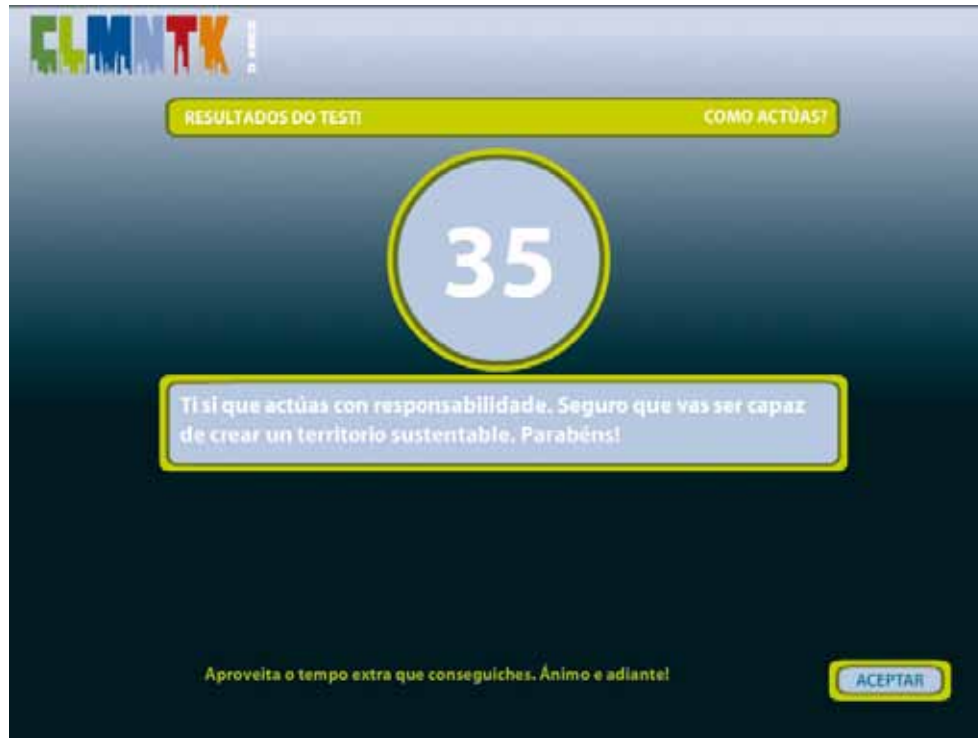 CLMNTK
RESULTADOS DO TEST!
COMO ACTÚAS?
35
Ti si que actúas con responsabilidade. Seguro que vas ser capaz
de crear un territorio sustentable. Parabéns!
Aproveita o tempo extra que conseguiches. Ánimo e adiante!
ACEPTAR